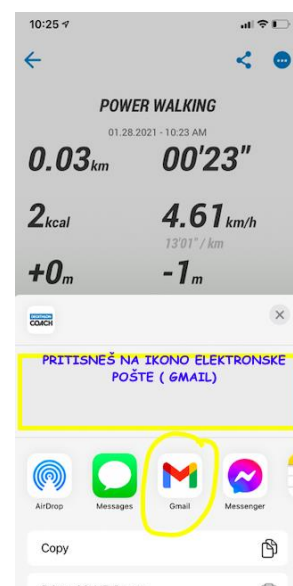 10:25
POWER WALKING
01.28.2021 - 10:23 AM
0.03km 00'23"
2kcal 4.61km/h
13'01" / km
+0m -1m
DECATHLON
COACH
PRITISNEŠ NA IKONO ELEKTRONSKE
POŠTE ( GMAIL)
AirDrop Messages Gmail Messenger
Copy